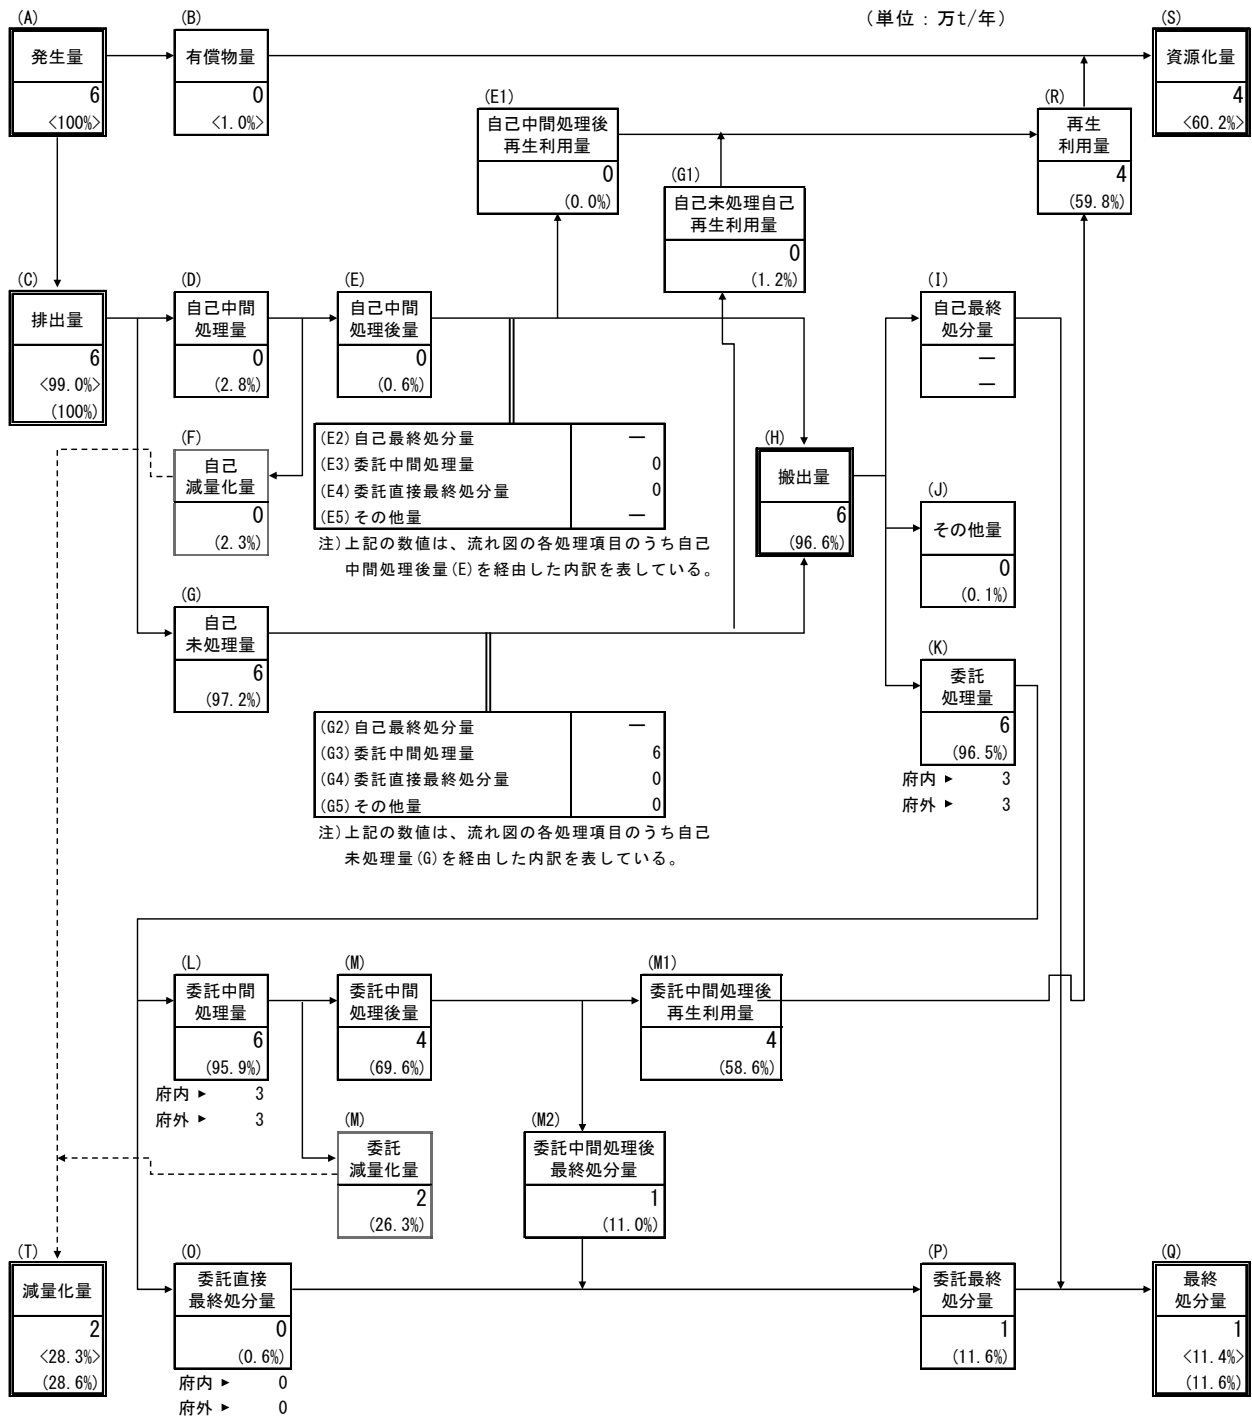 (単位：万t/年)
(A)
発生量
6
<100%>
(B)
有償物量
0
<1.0%>
(S)
資源化量
4
<60.2%>
(E1)
自己中間処理後
再生利用量
0
(0.0%)
(R)
再生
利用量
4
(59.8%)
(G1)
自己未処理自己
再生利用量
0
(1.2%)
(C)
排出量
6
<99.0%>
(100%)
(D)
自己中間
処理量
0
(2.8%)
(E)
自己中間
処理後量
0
(0.6%)
(I)
自己最終
処分量
—
—
(F)
自己
減量化量
0
(2.3%)
(E2)自己最終処分量 —
(E3)委託中間処理量 0
(E4)委託直接最終処分量 0
(E5)その他量 —
注)上記の数値は、流れ図の各処理項目のうち自己
中間処理後量(E)を経由した内訳を表している。
(H)
搬出量
6
(96.6%)
(J)
その他量
0
(0.1%)
(G)
自己
未処理量
6
(97.2%)
(G2)自己最終処分量 —
(G3)委託中間処理量 6
(G4)委託直接最終処分量 0
(G5)その他量 0
注)上記の数値は、流れ図の各処理項目のうち自己
未処理量(G)を経由した内訳を表している。
(K)
委託
処理量
6
(96.5%)
府内 ► 3
府外 ► 3
(L)
委託中間
処理量
6
(95.9%)
府内 ► 3
府外 ► 3
(M)
委託中間
処理後量
4
(69.6%)
(M1)
委託中間処理後
再生利用量
4
(58.6%)
(M)
委託
減量化量
2
(26.3%)
(M2)
委託中間処理後
最終処分量
1
(11.0%)
(T)
減量化量
2
<28.3%>
(28.6%)
(O)
委託直接
最終処分量
0
(0.6%)
府内 ► 0
府外 ► 0
(P)
委託最終
処分量
1
(11.6%)
(Q)
最終
処分量
1
<11.4%>
(11.6%)